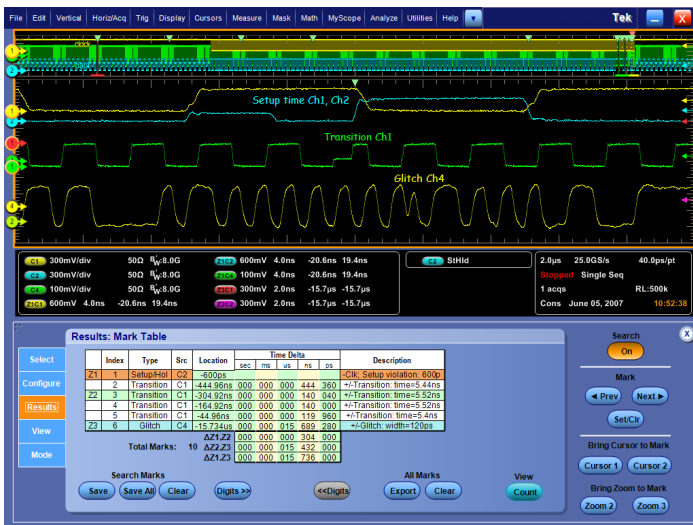 File Edit Vertical Horiz/Acq Trig Display Cursors Measure Mask Math MyScope Analyze Utilities Help Tek X
clock
Setup time Ch1, Ch2
Transition Ch1
Glitch Ch4
C1 300mV/div 50Ω BW:8.0G Z1C2 600mV 4.0ns -20.6ns 19.4ns C2 StHld 2.0µs 25.0GS/s 40.0ps/pt
C2 300mV/div 50Ω BW:8.0G Z1C4 100mV 4.0ns -20.6ns 19.4ns Stopped Single Seq
C4 100mV/div 50Ω BW:8.0G Z3C1 300mV 2.0ns -15.7µs -15.7µs 1 acqs RL:500k
Z1C1 600mV 4.0ns -20.6ns 19.4ns Z3C2 300mV 2.0ns -15.7µs -15.7µs Cons June 05, 2007 10:52:38
Results: Mark Table
Select
Configure
Results
View
Mode
Index Type Src Location Time Delta Description
sec ms us ns ps
Z1 1 Setup/Hol C2 -600ps -Clk; Setup violation: 600p
2 Transition C1 -444.96ns 000 000 000 444 360 +/-Transition: time=5.44ns
Z2 3 Transition C1 -304.92ns 000 000 000 140 040 +/-Transition: time=5.52ns
4 Transition C1 -164.92ns 000 000 000 140 000 +/-Transition: time=5.52ns
5 Transition C1 -44.96ns 000 000 000 119 960 +/-Transition: time=5.4ns
Z3 6 Glitch C4 -15.734us 000 000 015 689 280 +/-Glitch: width=120ps
ΔZ1,Z2 000 000 000 304 000
Total Marks: 10 ΔZ2,Z3 000 000 015 432 000
ΔZ1,Z3 000 000 015 736 000
Search Marks All Marks View
Save Save All Clear Digits >> <<Digits Export Clear Count
Search X
On
Mark
Prev Next
Set/Clr
Bring Cursor to Mark
Cursor 1 Cursor 2
Bring Zoom to Mark
Zoom 2 Zoom 3